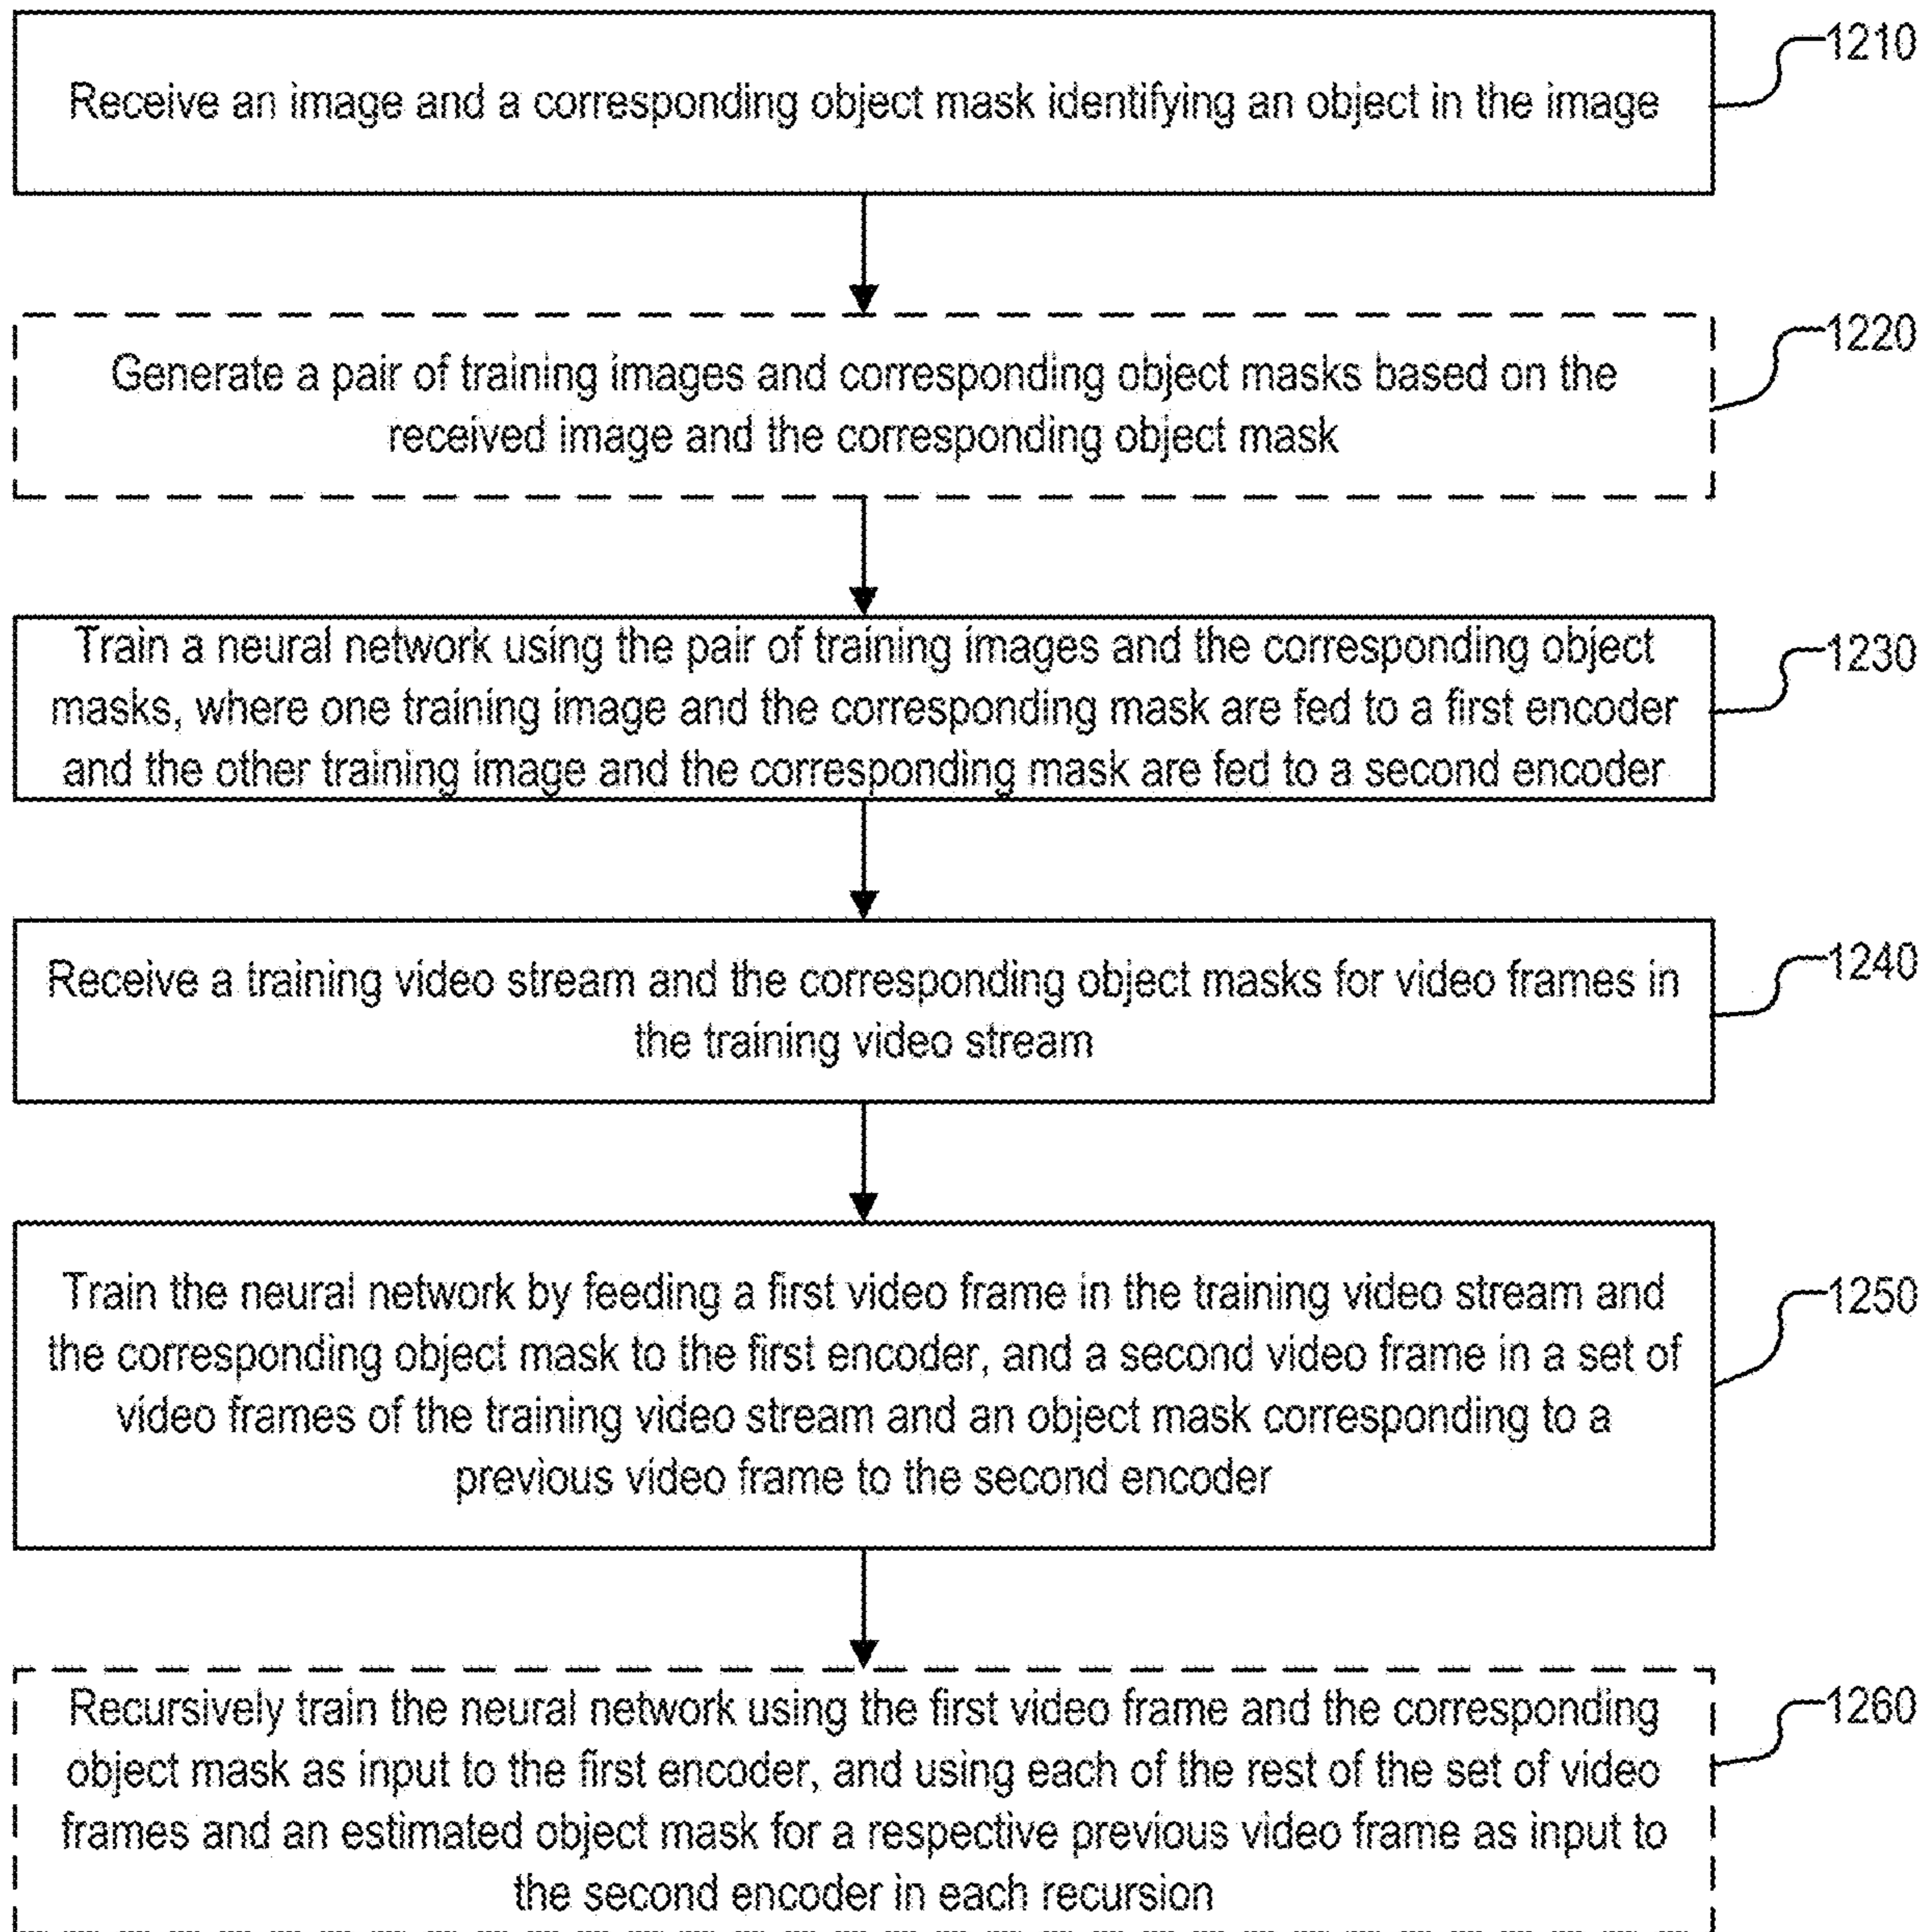 Receive an image and a corresponding object mask identifying an object in the image
1210
Generate a pair of training images and corresponding object masks based on the
received image and the corresponding object mask
1220
Train a neural network using the pair of training images and the corresponding object
masks, where one training image and the corresponding mask are fed to a first encoder
and the other training image and the corresponding mask are fed to a second encoder
1230
Receive a training video stream and the corresponding object masks for video frames in
the training video stream
1240
Train the neural network by feeding a first video frame in the training video stream and
the corresponding object mask to the first encoder, and a second video frame in a set of
video frames of the training video stream and an object mask corresponding to a
previous video frame to the second encoder
1250
Recursively train the neural network using the first video frame and the corresponding
object mask as input to the first encoder, and using each of the rest of the set of video
frames and an estimated object mask for a respective previous video frame as input to
the second encoder in each recursion
1260